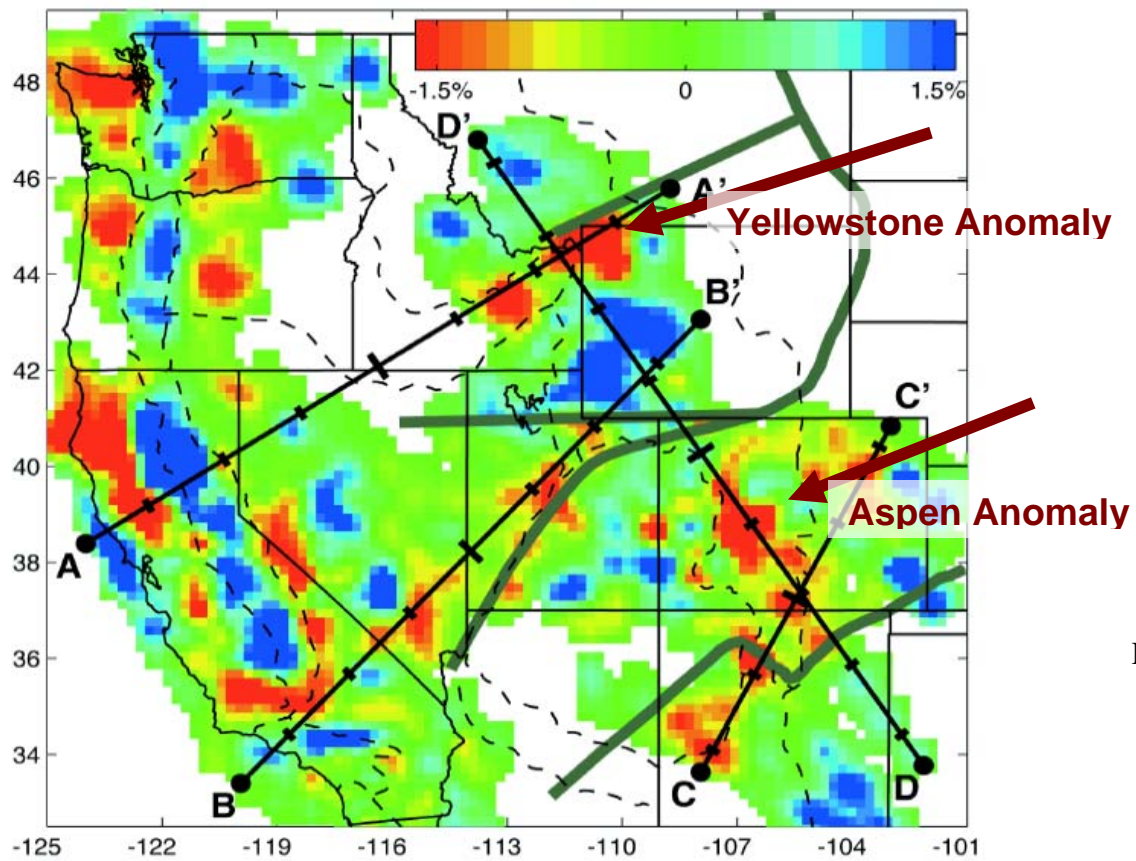 -1.5% 0 1.5%
48
46
44
42
40
38
36
34
D'
A'
Yellowstone Anomaly
B'
C'
Aspen Anomaly
A
B
C
D
-125 -122 -119 -116 -113 -110 -107 -104 -101